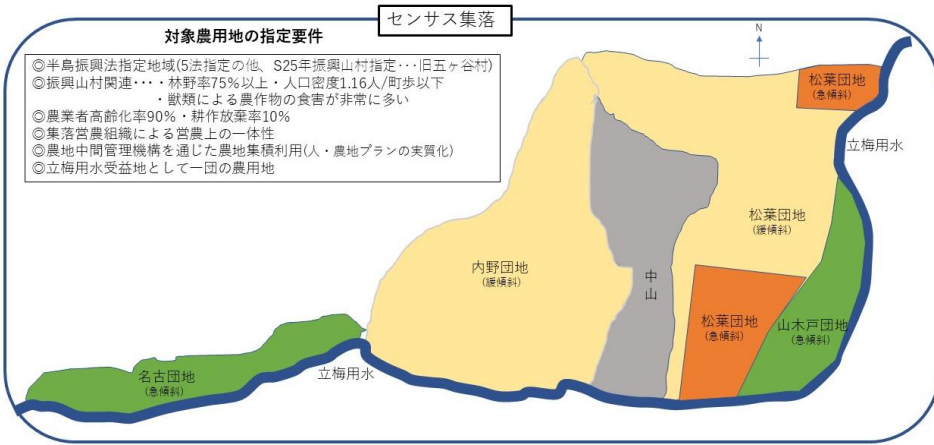 センサス集落
対象農用地の指定要件
◎半島振興法指定地域(5法指定の他、S25年振興山村指定･･･旧五ヶ谷村)
◎振興山村関連･･･・林野率75%以上・人口密度1.16人/町歩以下
・獣類による農作物の食害が非常に多い
◎農業者高齢化率90%・耕作放棄率10%
◎集落営農組織による営農上の一体性
◎農地中間管理機構を通じた農地集積利用(人・農地プランの実質化)
◎立梅用水受益地として一団の農用地
N
松葉団地
(急傾斜)
立梅用水
松葉団地
(緩傾斜)
内野団地
(緩傾斜)
中山
松葉団地
(急傾斜)
山木戸団地
(急傾斜)
名古団地
(急傾斜)
立梅用水